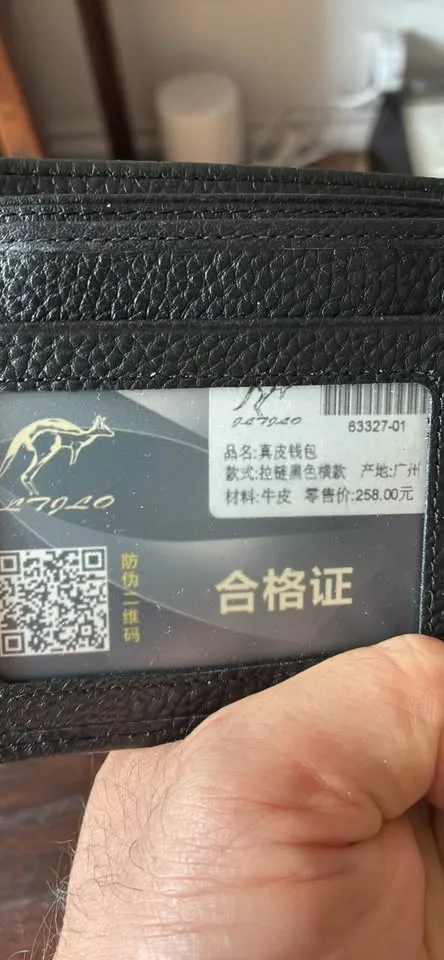 JLTJLO
63327-01
品名:真皮钱包
款式:拉链黑色横款 产地:广州
材料:牛皮 零售价:258.00元
LTJLO
防伪二维码
合格证